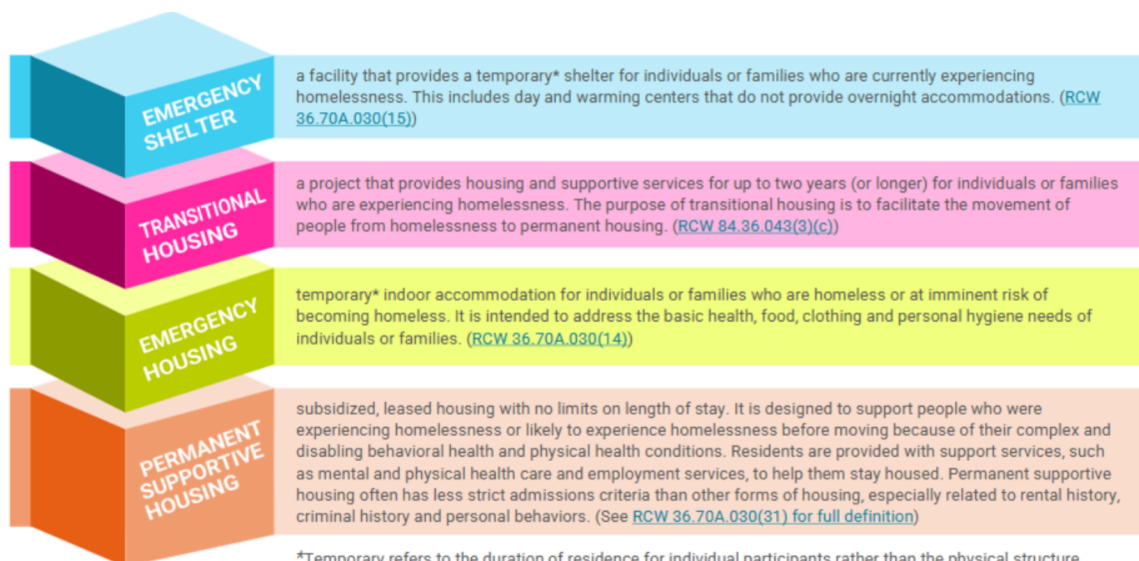 EMERGENCY
SHELTER
a facility that provides a temporary* shelter for individuals or families who are currently experiencing
homelessness. This includes day and warming centers that do not provide overnight accommodations. (RCW
36.70A.030(15))
TRANSITIONAL
HOUSING
a project that provides housing and supportive services for up to two years (or longer) for individuals or families
who are experiencing homelessness. The purpose of transitional housing is to facilitate the movement of
people from homelessness to permanent housing. (RCW 84.36.043(3)(c))
EMERGENCY
HOUSING
temporary* indoor accommodation for individuals or families who are homeless or at imminent risk of
becoming homeless. It is intended to address the basic health, food, clothing and personal hygiene needs of
individuals or families. (RCW 36.70A.030(14))
PERMANENT
SUPPORTIVE
HOUSING
subsidized, leased housing with no limits on length of stay. It is designed to support people who were
experiencing homelessness or likely to experience homelessness before moving because of their complex and
disabling behavioral health and physical health conditions. Residents are provided with support services, such
as mental and physical health care and employment services, to help them stay housed. Permanent supportive
housing often has less strict admissions criteria than other forms of housing, especially related to rental history,
criminal history and personal behaviors. (See RCW 36.70A.030(31) for full definition)
*Temporary refers to the duration of residence for individual participants rather than the physical structure